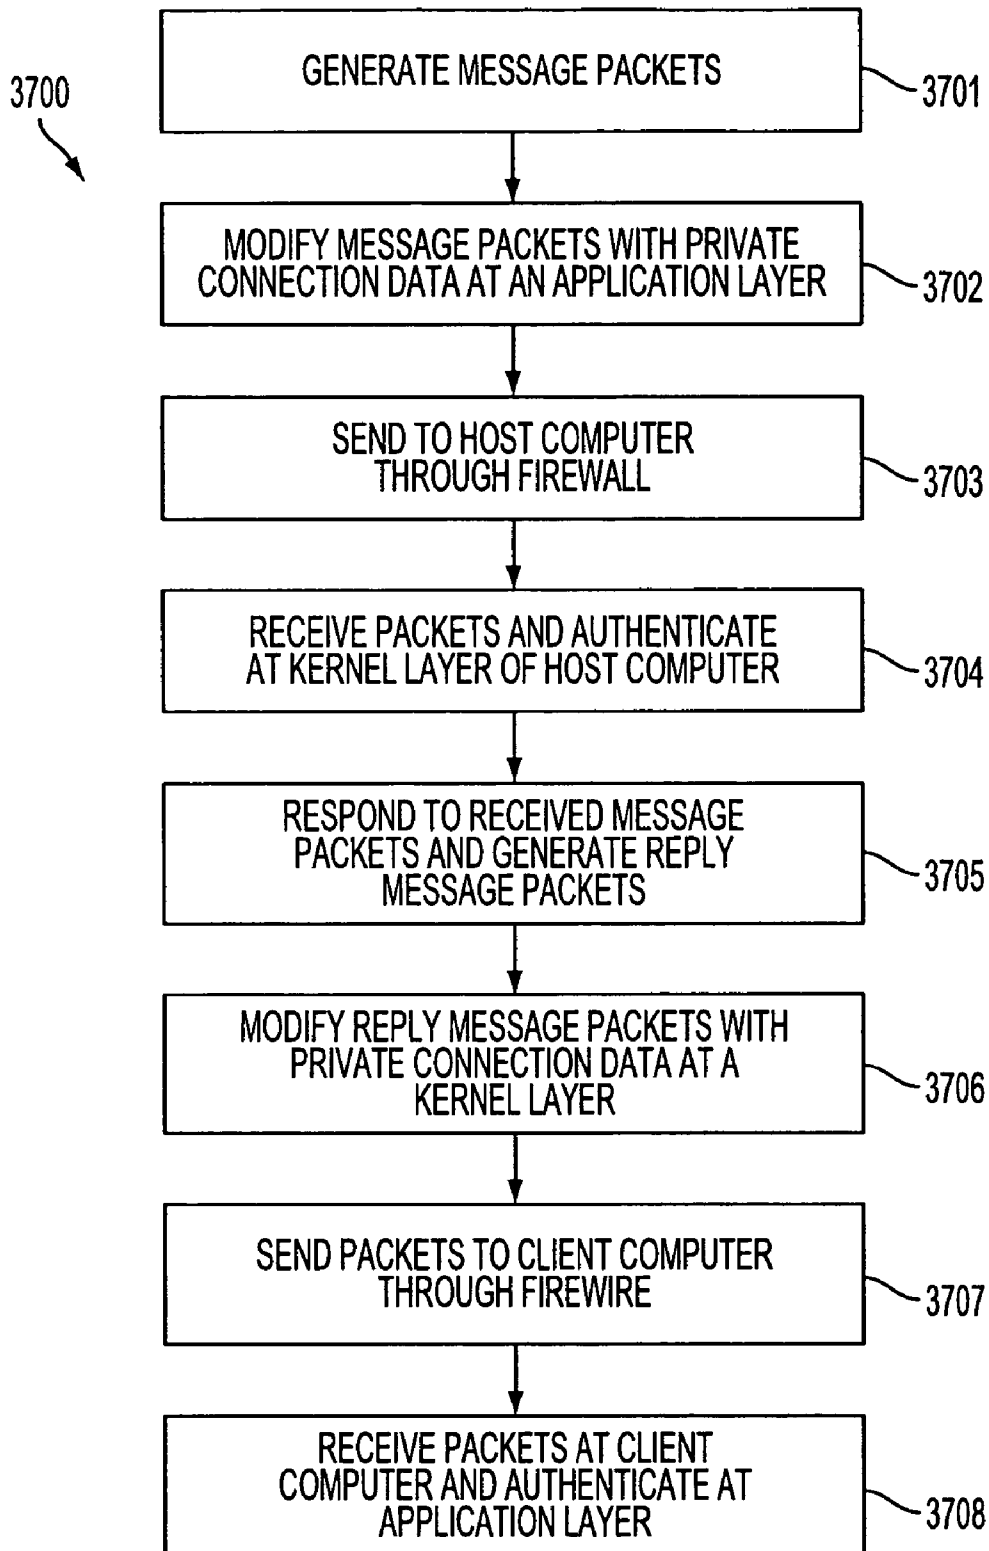 3700
GENERATE MESSAGE PACKETS
3701
MODIFY MESSAGE PACKETS WITH PRIVATE
CONNECTION DATA AT AN APPLICATION LAYER
3702
SEND TO HOST COMPUTER
THROUGH FIREWALL
3703
RECEIVE PACKETS AND AUTHENTICATE
AT KERNEL LAYER OF HOST COMPUTER
3704
RESPOND TO RECEIVED MESSAGE
PACKETS AND GENERATE REPLY
MESSAGE PACKETS
3705
MODIFY REPLY MESSAGE PACKETS WITH
PRIVATE CONNECTION DATA AT A
KERNEL LAYER
3706
SEND PACKETS TO CLIENT COMPUTER
THROUGH FIREWIRE
3707
RECEIVE PACKETS AT CLIENT
COMPUTER AND AUTHENTICATE AT
APPLICATION LAYER
3708